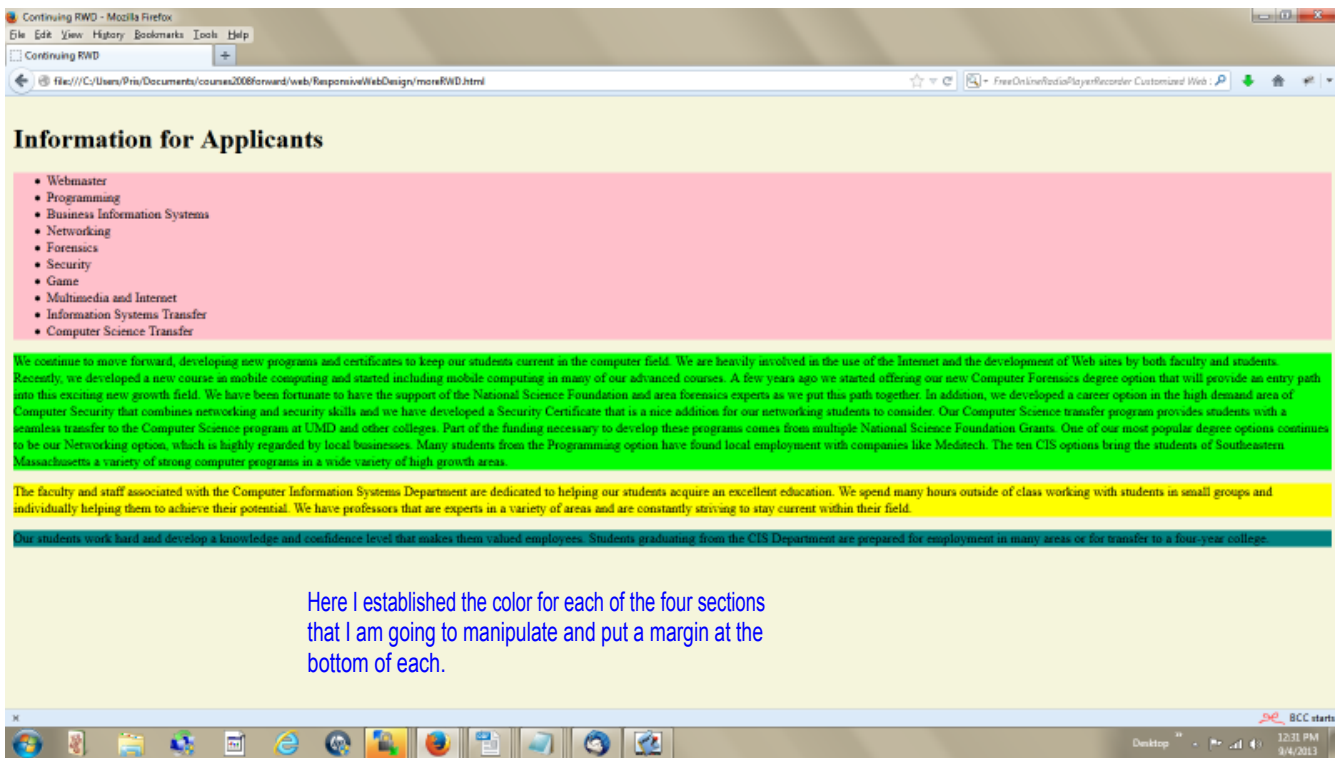 Continuing RWD - Mozilla Firefox
File Edit View History Bookmarks Tools Help
Continuing RWD
file:///C:/Users/Pris/Documents/courses2008forward/web/ResponsiveWebDesign/moreRWD.html
FreeOnlineRadioPlayerRecorder Customized Web
Information for Applicants
• Webmaster
• Programming
• Business Information Systems
• Networking
• Forensics
• Security
• Game
• Multimedia and Internet
• Information Systems Transfer
• Computer Science Transfer
We continue to move forward, developing new programs and certificates to keep our students current in the computer field. We are heavily involved in the use of the Internet and the development of Web sites by both faculty and students.
Recently, we developed a new course in mobile computing and started including mobile computing in many of our advanced courses. A few years ago we started offering our new Computer Forensics degree option that will provide an entry path
into this exciting new growth field. We have been fortunate to have the support of the National Science Foundation and area forensics experts as we put this path together. In addition, we developed a career option in the high demand area of
Computer Security that combines networking and security skills and we have developed a Security Certificate that is a nice addition for our networking students to consider. Our Computer Science transfer program provides students with a
seamless transfer to the Computer Science program at UMD and other colleges. Part of the funding necessary to develop these programs comes from multiple National Science Foundation Grants. One of our most popular degree options continues
to be our Networking option, which is highly regarded by local businesses. Many students from the Programming option have found local employment with companies like Meditech. The ten CIS options bring the students of Southeastern
Massachusetts a variety of strong computer programs in a wide variety of high growth areas.
The faculty and staff associated with the Computer Information Systems Department are dedicated to helping our students acquire an excellent education. We spend many hours outside of class working with students in small groups and
individually helping them to achieve their potential. We have professors that are experts in a variety of areas and are constantly striving to stay current within their field.
Our students work hard and develop a knowledge and confidence level that makes them valued employees. Students graduating from the CIS Department are prepared for employment in many areas or for transfer to a four-year college.
Here I established the color for each of the four sections
that I am going to manipulate and put a margin at the
bottom of each.
BCC starts
Desktop
12:31 PM
9/4/2013